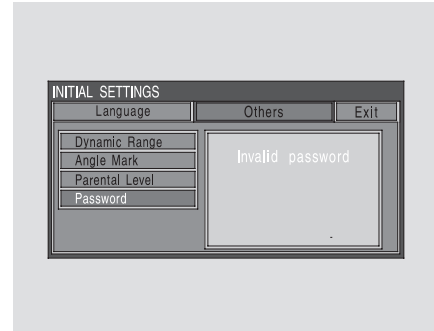 INITIAL SETTINGS
Language Others Exit
Dynamic Range
Angle Mark
Parental Level
Password
Invalid password
-